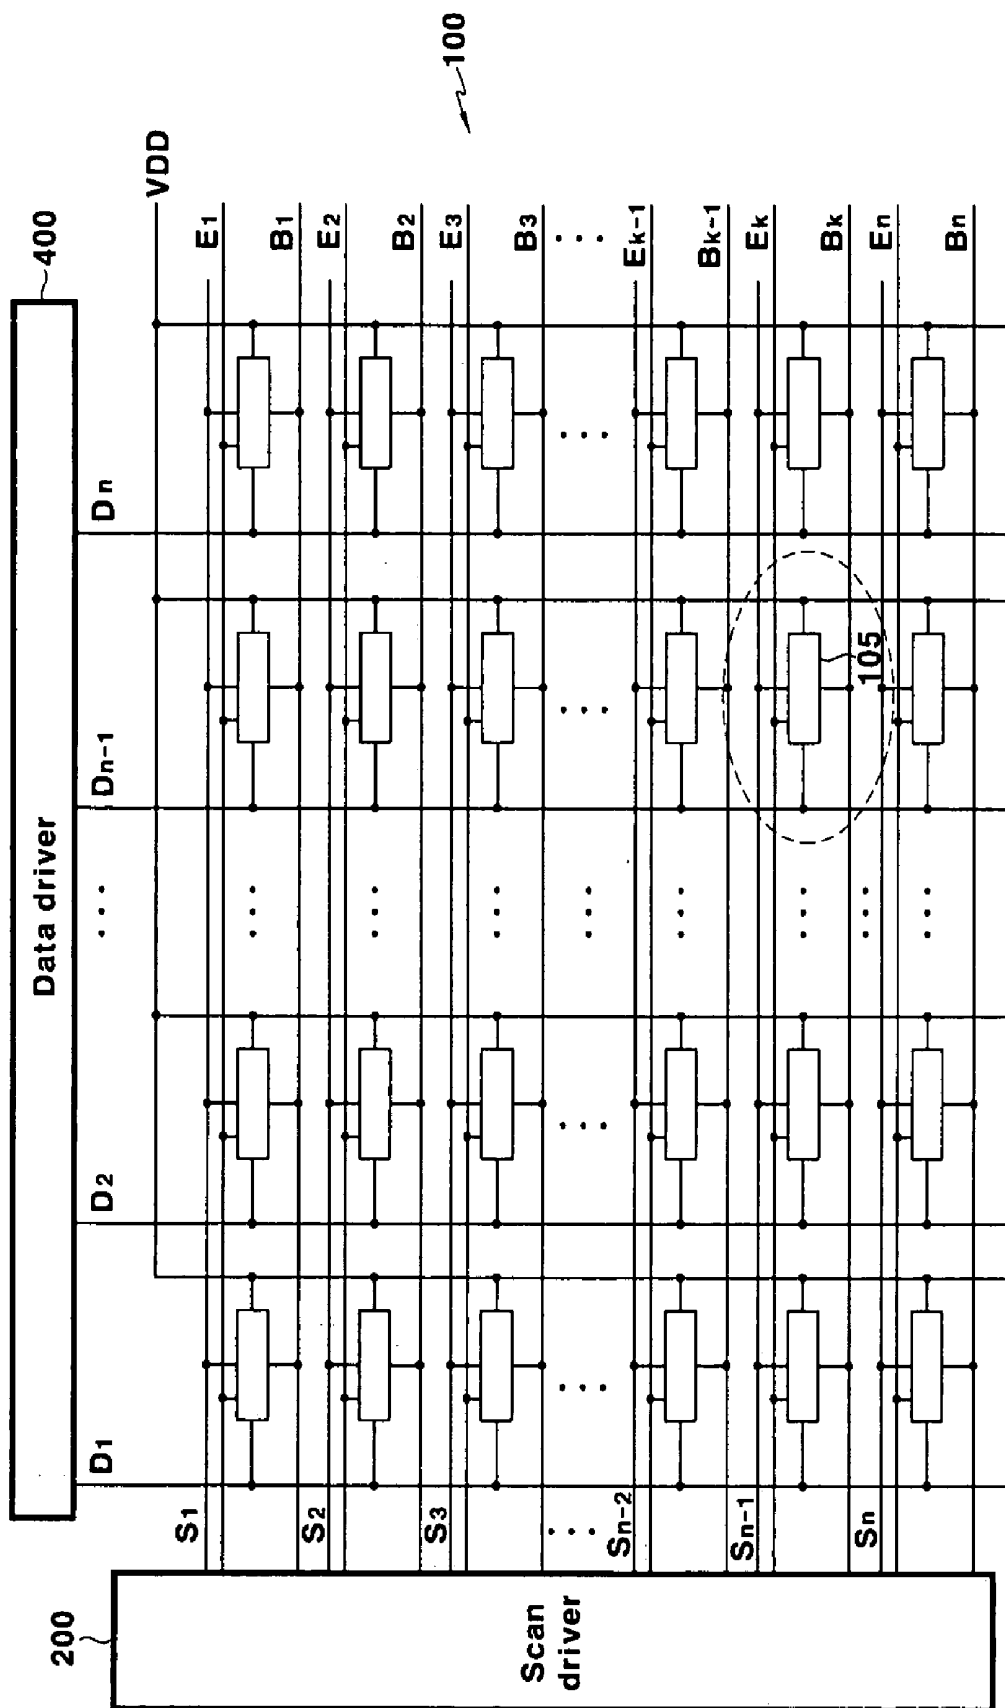 400
Data driver
D1
D2
...
Dn-1
Dn
VDD
100
200
Scan driver
S1
S2
S3
...
Sn-2
Sn-1
Sn
E1
B1
E2
B2
E3
B3
...
Ek-1
Bk-1
Ek
Bk
En
Bn
105